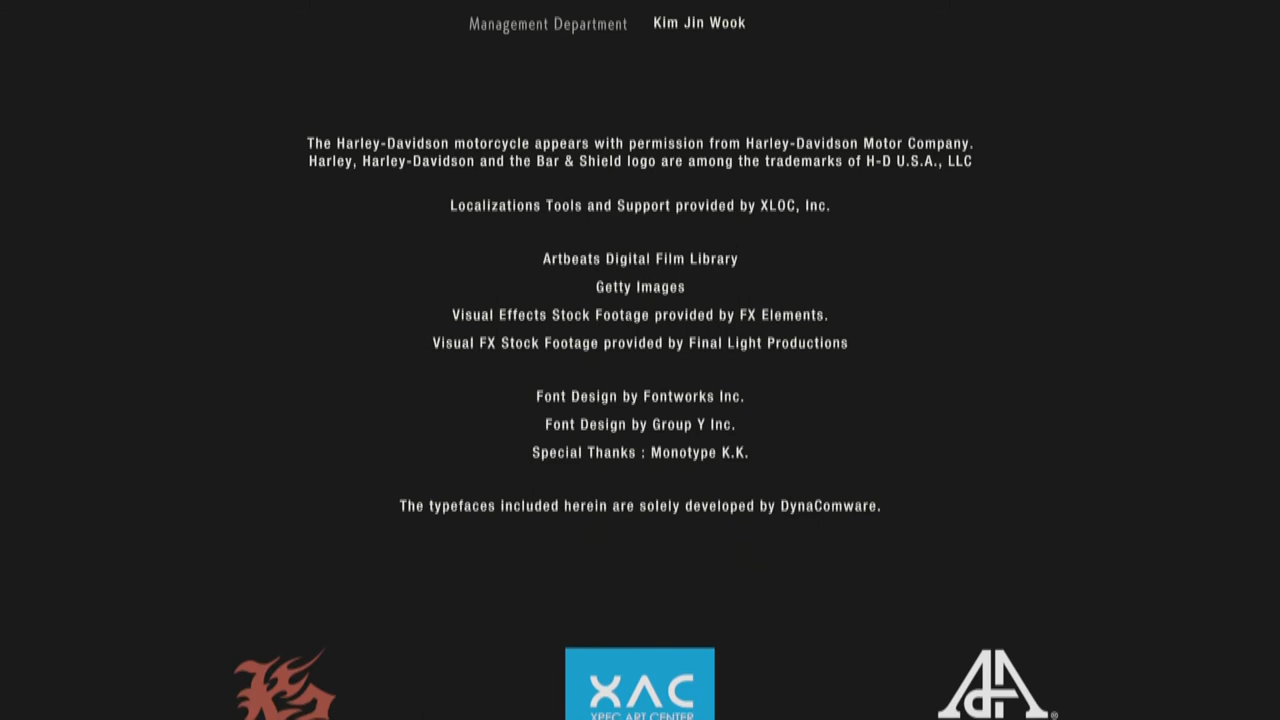 Management Department Kim Jin Wook
The Harley-Davidson motorcycle appears with permission from Harley-Davidson Motor Company.
Harley, Harley-Davidson and the Bar & Shield logo are among the trademarks of H-D U.S.A., LLC
Localizations Tools and Support provided by XLOC, Inc.
Artbeats Digital Film Library
Getty Images
Visual Effects Stock Footage provided by FX Elements.
Visual FX Stock Footage provided by Final Light Productions
Font Design by Fontworks Inc.
Font Design by Group Y Inc.
Special Thanks : Monotype K.K.
The typefaces included herein are solely developed by DynaComware.
XAC
XPEC ART CENTER